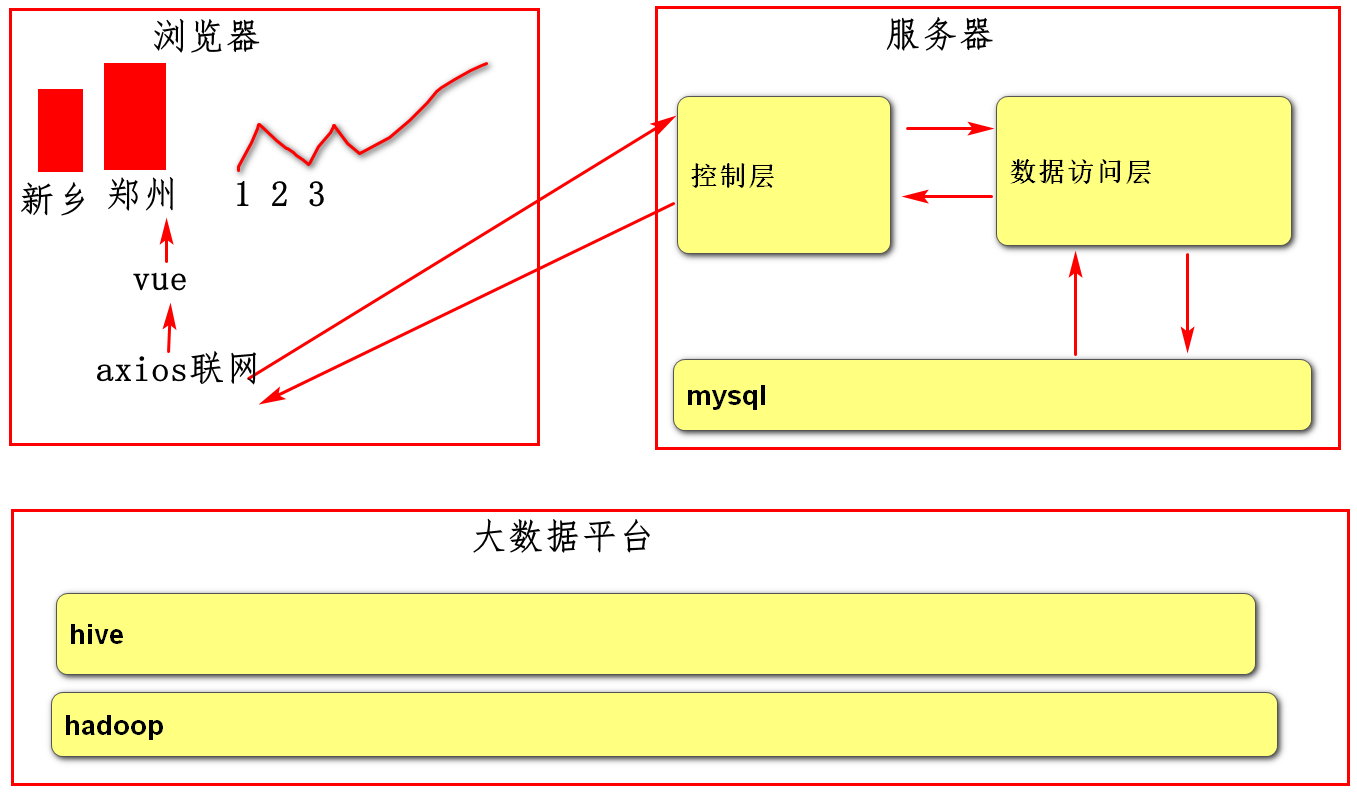 浏览器
新乡 郑州 1 2 3
vue
axios联网
服务器
控制层
数据访问层
mysql
大数据平台
hive
hadoop